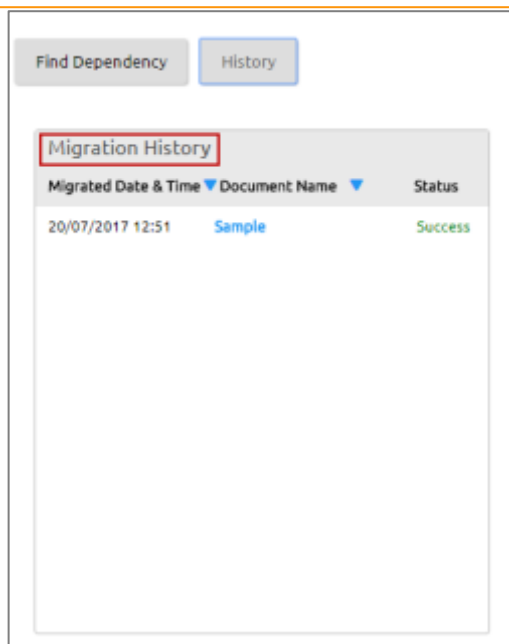 Find Dependency History
Migration History
Migrated Date & Time Document Name Status
20/07/2017 12:51 Sample Success